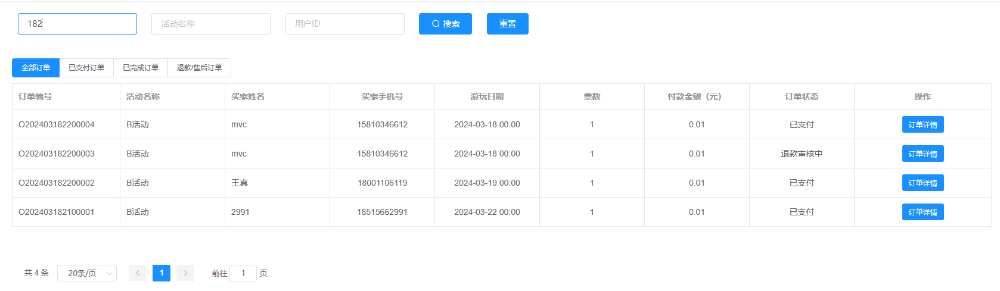 182 活动名称 用户ID 搜索 重置
全部订单 已支付订单 已完成订单 退款/售后订单
订单编号 活动名称 买家姓名 买家手机号 游玩日期 票数 付款金额（元） 订单状态 操作
O202403182200004 B活动 mvc 15810346612 2024-03-18 00:00 1 0.01 已支付 订单详情
O202403182200003 B活动 mvc 15810346612 2024-03-18 00:00 1 0.01 退款审核中 订单详情
O202403182200002 B活动 王真 18001106119 2024-03-19 00:00 1 0.01 已支付 订单详情
O202403182100001 B活动 2991 18515662991 2024-03-22 00:00 1 0.01 已支付 订单详情
共 4 条 20条/页 1 前往 1 页